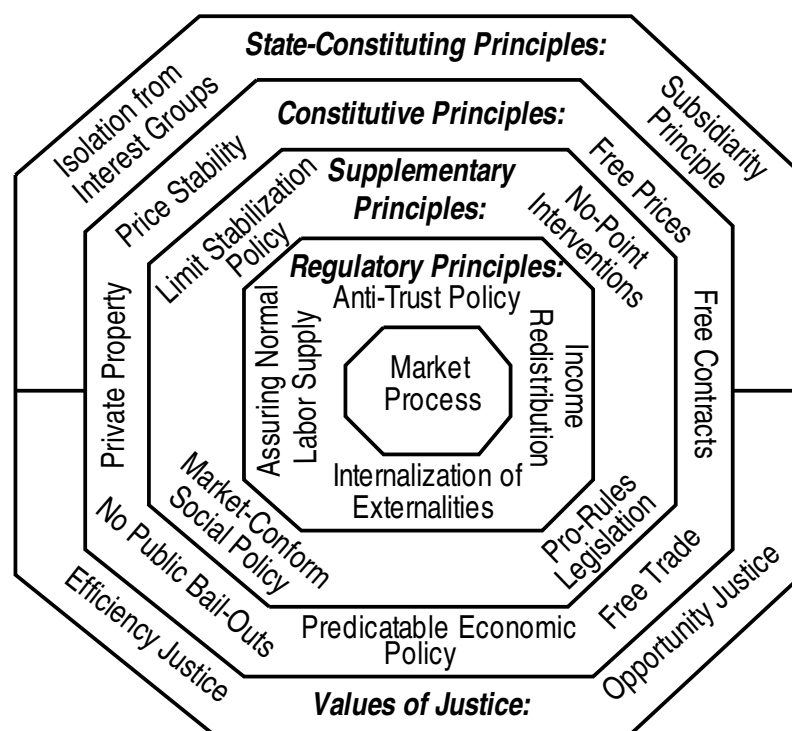 State-Constituting Principles:
Isolation from
Interest Groups
Subsidiarity
Principle
Constitutive Principles:
Price Stability
Free Prices
Private Property
Free Contracts
No Public Bail-Outs
Free Trade
Predicatable Economic
Policy
Supplementary
Principles:
Limit Stabilization
Policy
No-Point
Interventions
Market-Conform
Social Policy
Pro-Rules
Legislation
Regulatory Principles:
Anti-Trust Policy
Assuring Normal
Labor Supply
Income
Redistribution
Internalization of
Externalities
Market
Process
Efficiency Justice
Opportunity Justice
Values of Justice: